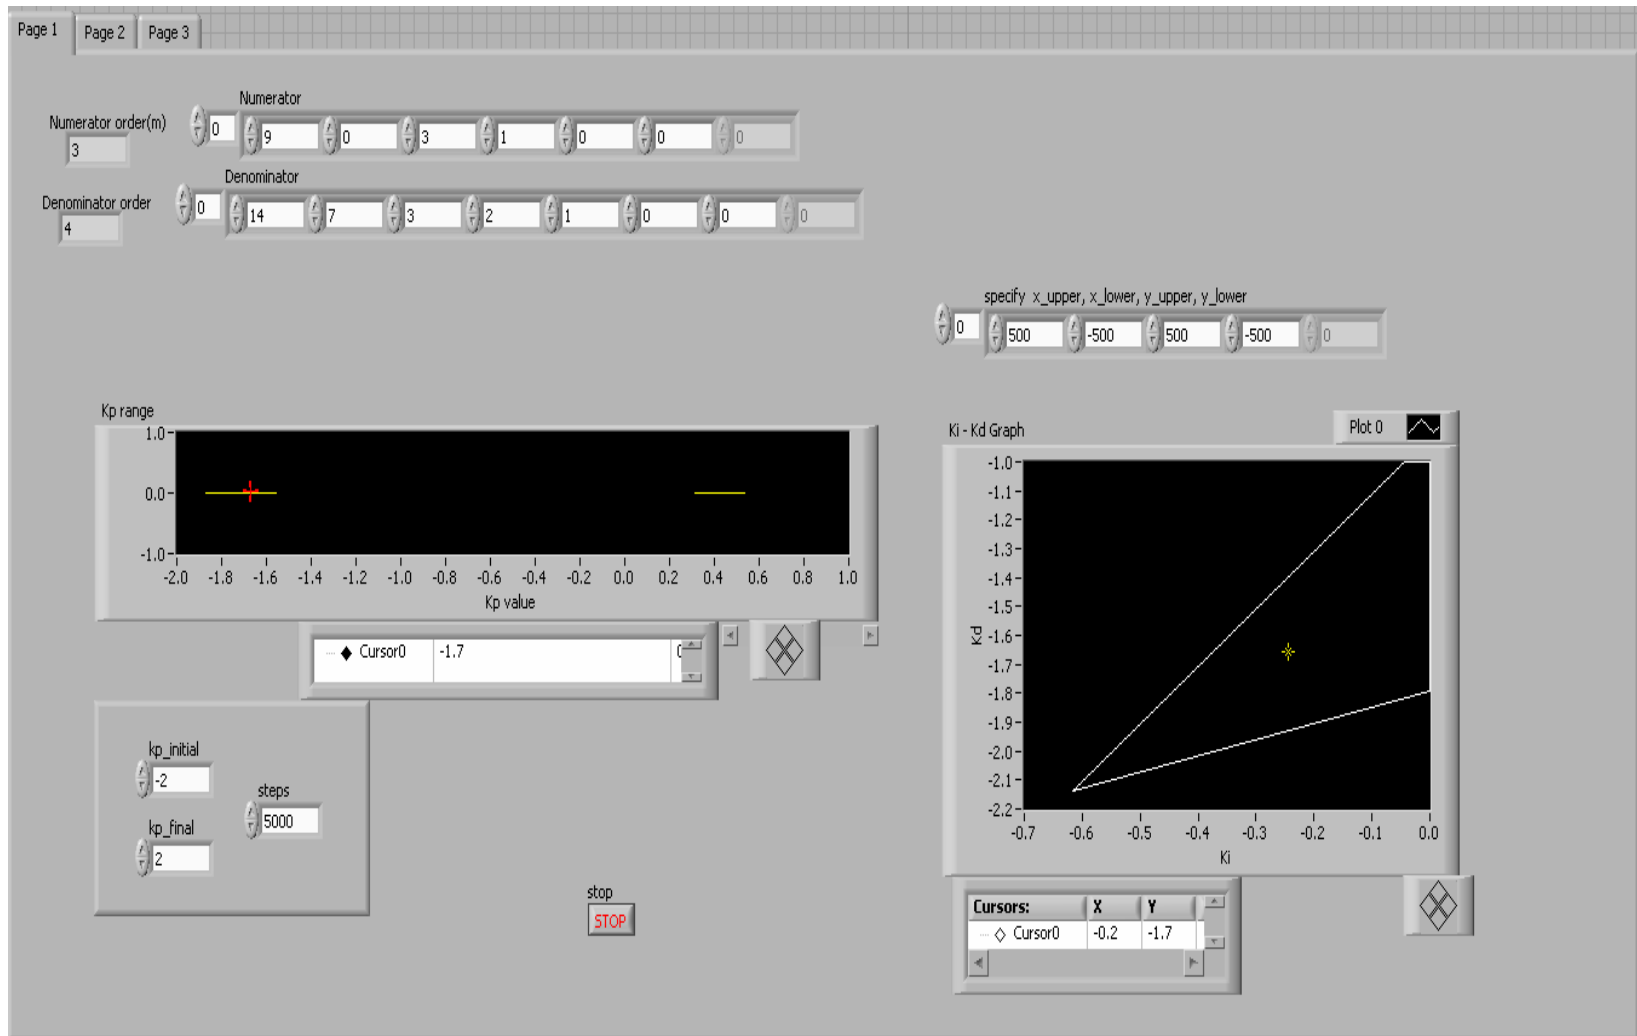 Page 1 Page 2 Page 3
Numerator
Numerator order(m)
0 9 0 3 1 0 0 0
3
Denominator
Denominator order
0 14 7 3 2 1 0 0 0
4
specify x_upper, x_lower, y_upper, y_lower
0 500 -500 500 -500 0
Kp range
1.0
0.0
-1.0
-2.0 -1.8 -1.6 -1.4 -1.2 -1.0 -0.8 -0.6 -0.4 -0.2 0.0 0.2 0.4 0.6 0.8 1.0
Kp value
Cursor0 -1.7
kp_initial
-2
steps
5000
kp_final
2
stop
STOP
Ki - Kd Graph
Plot 0
-1.0
-1.1
-1.2
-1.3
-1.4
-1.5
-1.6
-1.7
-1.8
-1.9
-2.0
-2.1
-2.2
Kd
-0.7 -0.6 -0.5 -0.4 -0.3 -0.2 -0.1 0.0
Ki
Cursors: X Y
Cursor0 -0.2 -1.7